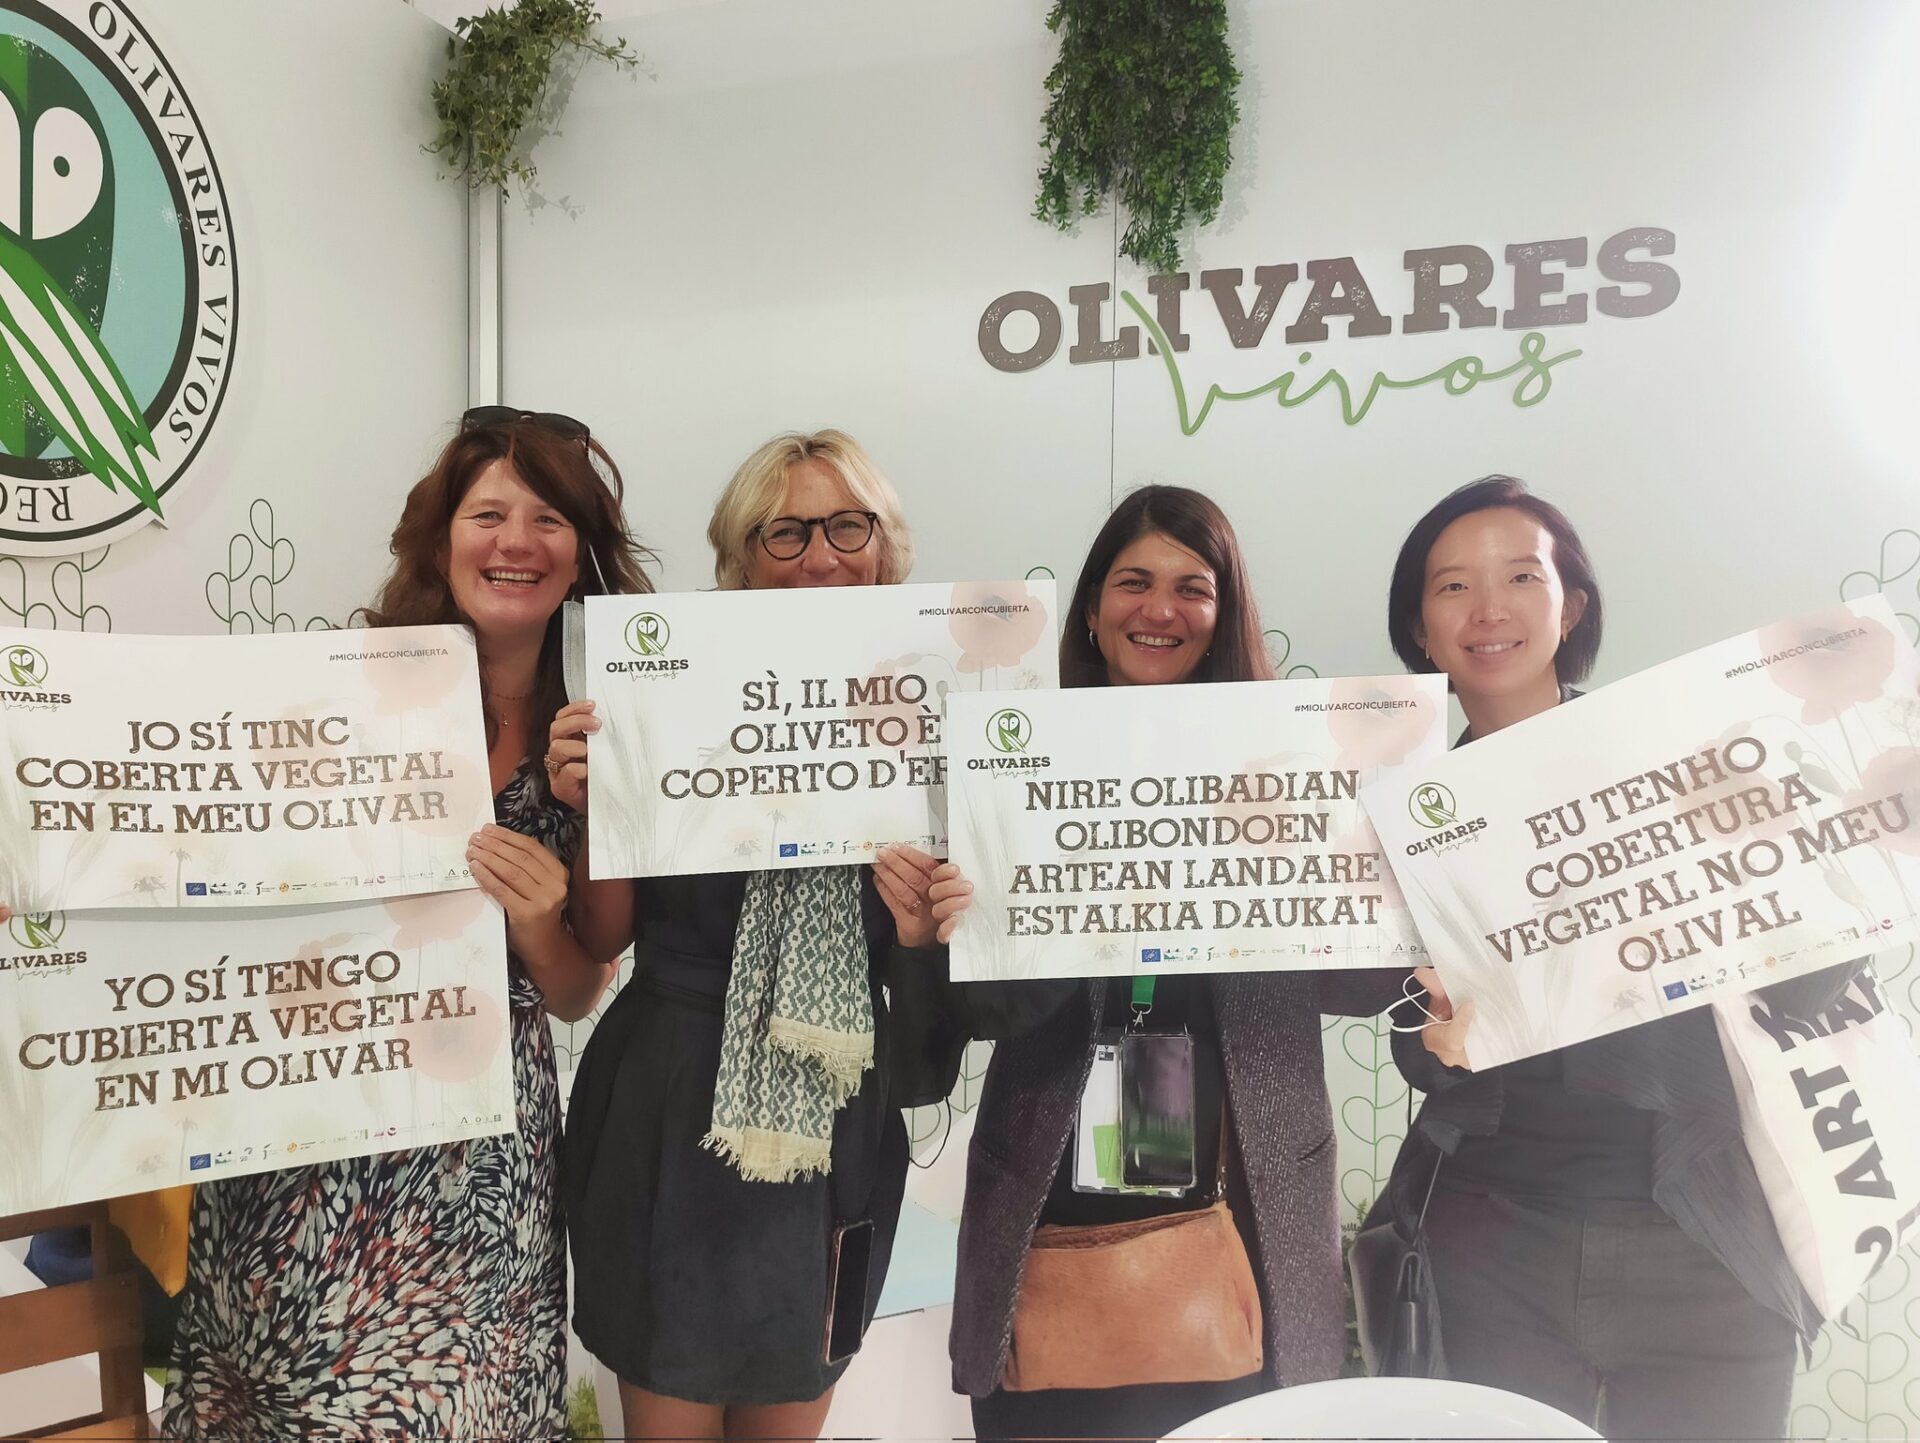 OLIVARES VIVOS
OLIVARES
vivos
#MIOLIVARCONCUBIERTA
JO SÍ TINC
COBERTA VEGETAL
EN EL MEU OLIVAR
vivos
YO SÍ TENGO
CUBIERTA VEGETAL
EN MI OLIVAR
#MIOLIVARCONCUBIERTA
OLIVARES
vivos
SÌ, IL MIO
OLIVETO È
COPERTO
#MIOLIVARCONCUBIERTA
OLIVARES
vivos
NIRE OLIBADIAN
OLIBONDOEN
ARTEAN LANDARE
ESTALKIA DAUKAT
#MIOLIVARCONCUBIERTA
OLIVARES
vivos
EU TENHO
COBERTURA
VEGETAL NO MEU
OLIVAL
ART